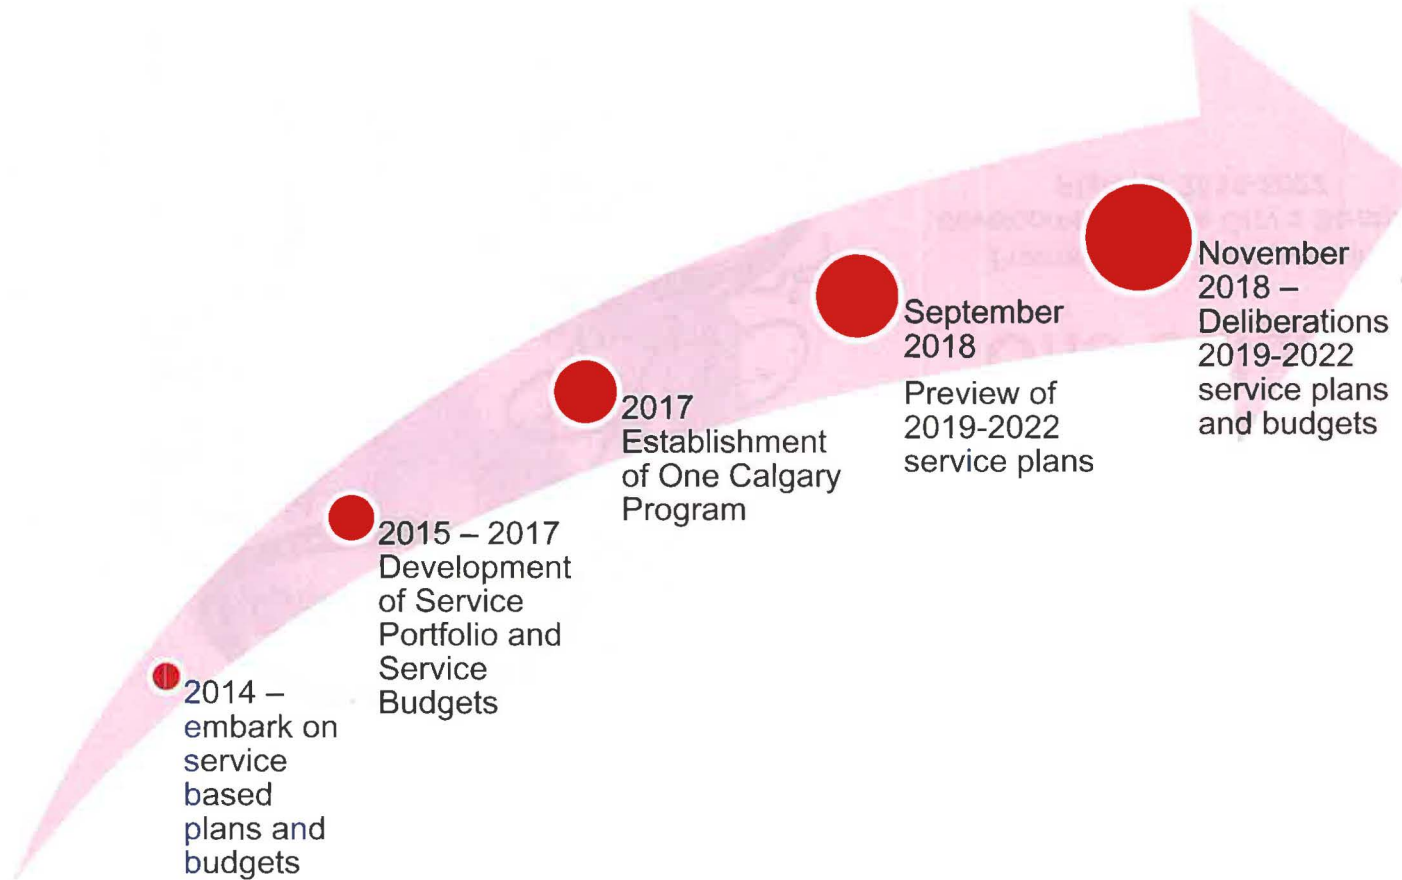 2014 –
embark on
service
based
plans and
budgets
2015 – 2017
Development
of Service
Portfolio and
Service
Budgets
2017
Establishment
of One Calgary
Program
September
2018
Preview of
2019-2022
service plans
November
2018 –
Deliberations
2019-2022
service plans
and budgets